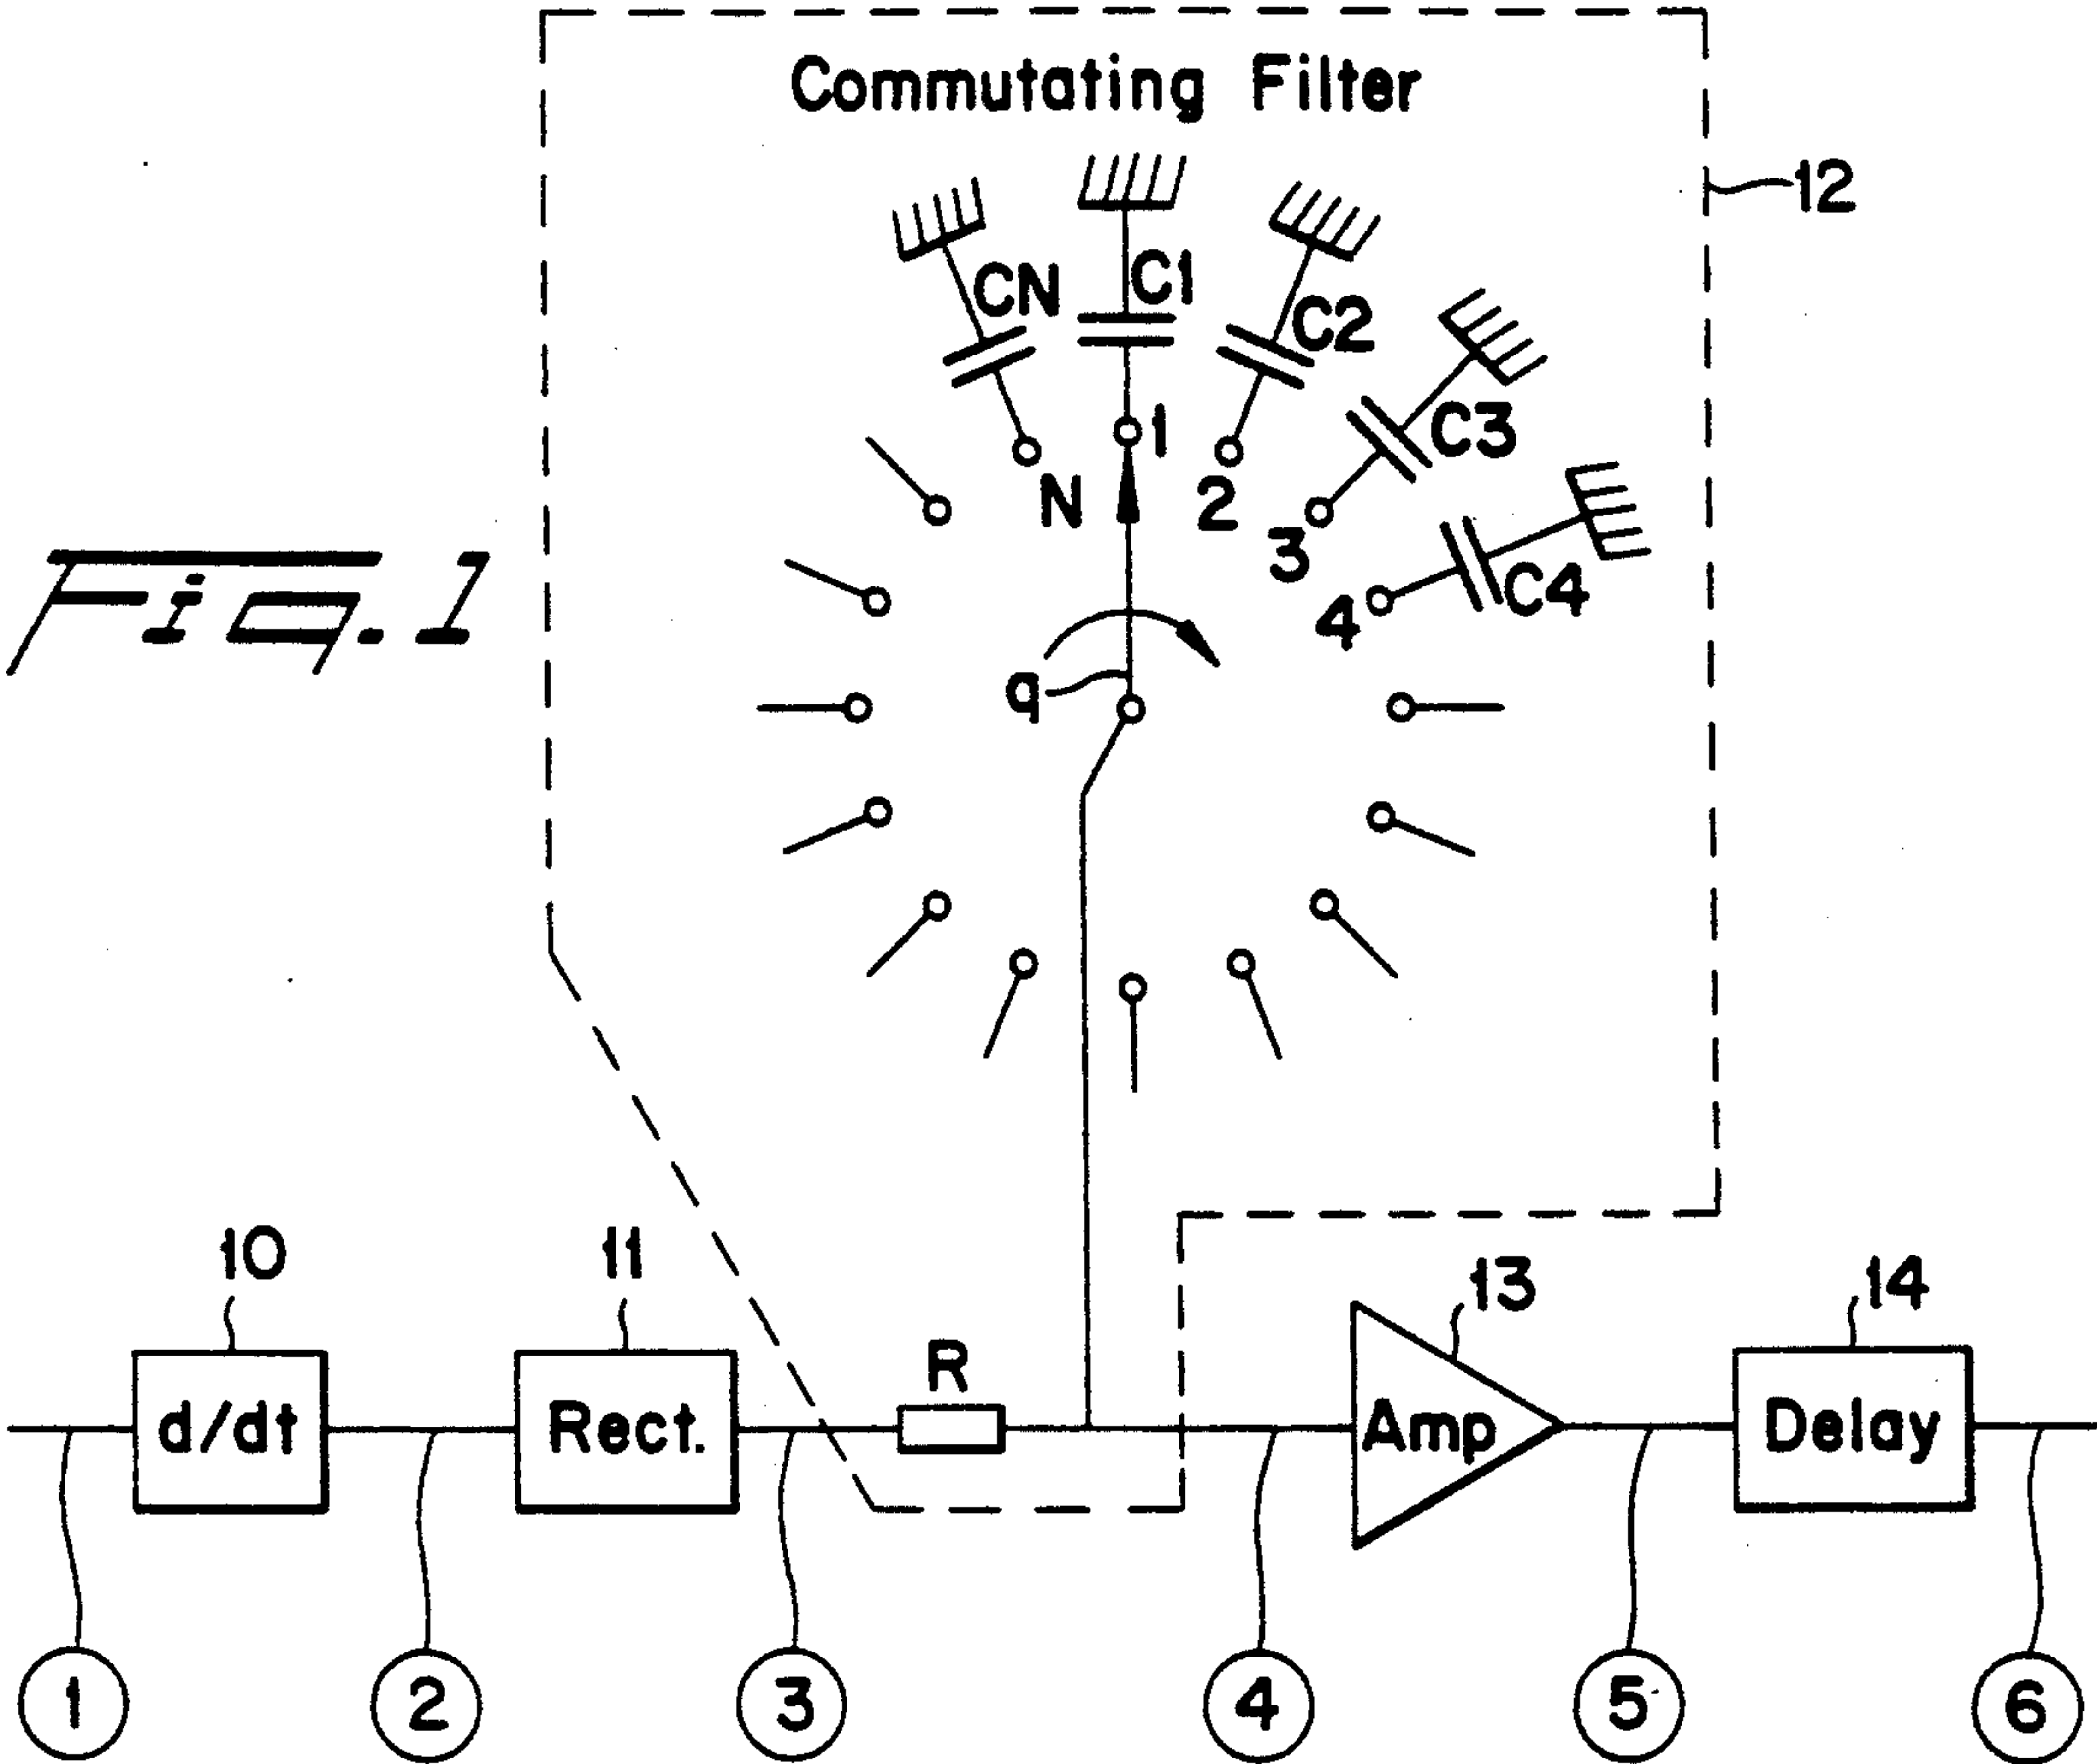 Commutating Filter
12
CN
C1
C2
C3
C4
N
1
2
3
4
q
Fig. 1
10
11
R
13
14
d/dt
Rect.
Amp
Delay
1
2
3
4
5
6